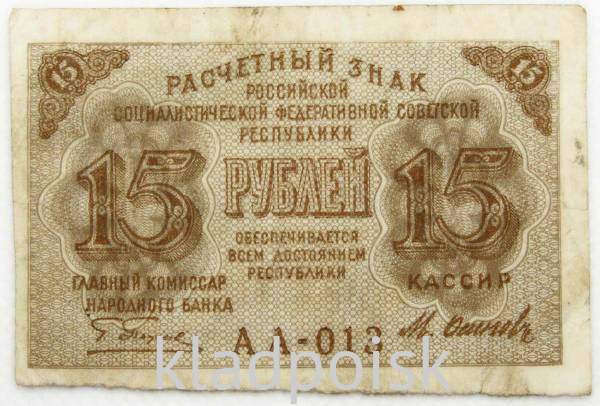 15 15
РАСЧЕТНЫЙ ЗНАК
РОССИЙСКОЙ
СОЦИАЛИСТИЧЕСКОЙ ФЕДЕРАТИВНОЙ СОВЕТСКОЙ
РЕСПУБЛИКИ
15 РУБЛЕЙ 15
ОБЕСПЕЧИВАЕТСЯ
ВСЕМ ДОСТОЯНИЕМ
РЕСПУБЛИКИ
ГЛАВНЫЙ КОМИССАР
НАРОДНОГО БАНКА
КАССИР
АА-013
kladpoisk